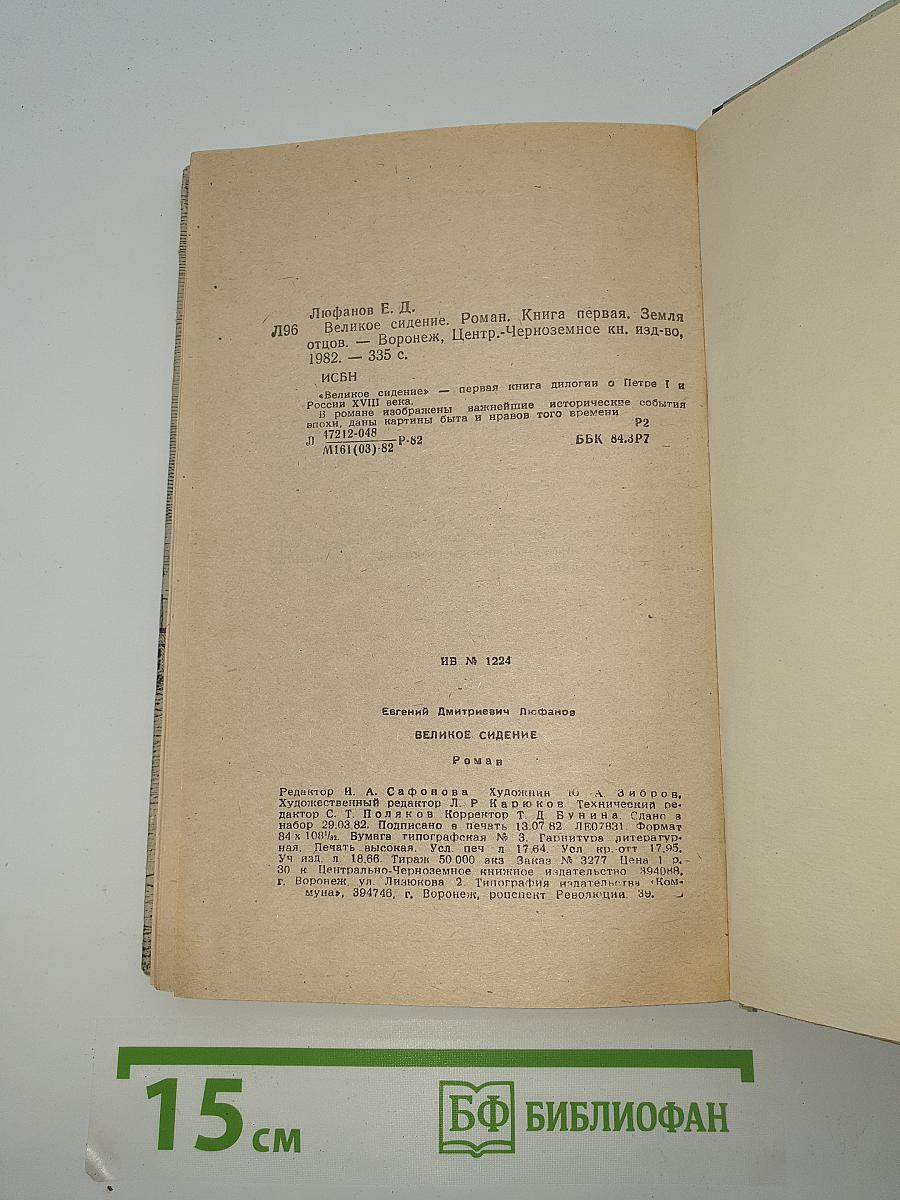 Люфанов Е. Д.
Л96 Великое сидение. Роман. Книга первая. Земля
отцов. — Воронеж, Центр.-Черноземное кн. изд-во,
1982. — 335 с.
ИСБН
«Великое сидение» — первая книга дилогии о Петре I и
России XVIII века.
В романе изображены важнейшие исторические события
эпохи, даны картины быта и нравов того времени
Р2
Л 47212-048
М161(03)-82 Р-82 ББК 84.3Р7
ИВ № 1224
Евгений Дмитриевич Люфанов
ВЕЛИКОЕ СИДЕНИЕ
Роман
Редактор И. А. Сафонова Художник Ю А Зибров.
Художественный редактор Л. Р Карюков Технический ре-
дактор С. Т. Поляков Корректор Т. Д Бунина. Сдано в
набор 29.03.82. Подписано в печать 13.07 82. ЛЕ07831. Формат
84 х 108¹/₃₂. Бумага типографская № 3. Гарнитура литератур-
ная. Печать высокая. Усл. печ л 17,64. Усл кр.-отт 17,95.
Уч изд. л 18,66. Тираж 50 000 экз Заказ № 3277 Цена 1 р.
30 к Центрально-Черноземное книжное издательство 394088,
г. Воронеж, ул. Лизюкова 2. Типография издательства «Ком-
муна», 394746, г. Воронеж, ропспект Революции, 39.
15 см
БФ БИБЛИОФАН